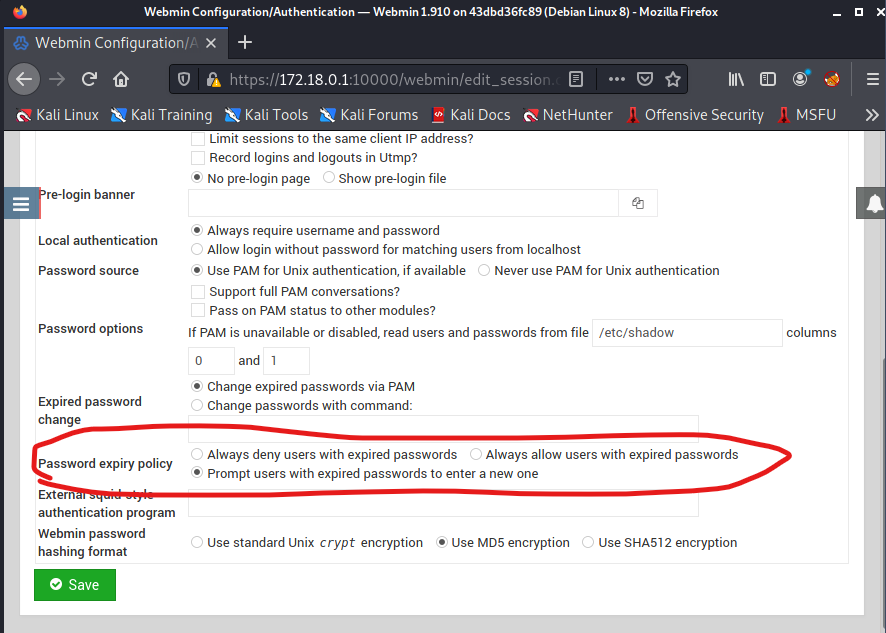 Webmin Configuration/Authentication — Webmin 1.910 on 43dbd36fc89 (Debian Linux 8) - Mozilla Firefox
Webmin Configuration/A
https://172.18.0.1:10000/webmin/edit_session.
Kali Linux Kali Training Kali Tools Kali Forums Kali Docs NetHunter Offensive Security MSFU
Limit sessions to the same client IP address?
Record logins and logouts in Utmp?
Pre-login banner
No pre-login page Show pre-login file
Local authentication
Always require username and password
Allow login without password for matching users from localhost
Password source
Use PAM for Unix authentication, if available Never use PAM for Unix authentication
Password options
Support full PAM conversations?
Pass on PAM status to other modules?
If PAM is unavailable or disabled, read users and passwords from file /etc/shadow columns
0 and 1
Expired password
change
Change expired passwords via PAM
Change passwords with command:
Password expiry policy
Always deny users with expired passwords Always allow users with expired passwords
Prompt users with expired passwords to enter a new one
External squid-style
authentication program
Webmin password
hashing format
Use standard Unix crypt encryption Use MD5 encryption Use SHA512 encryption
Save